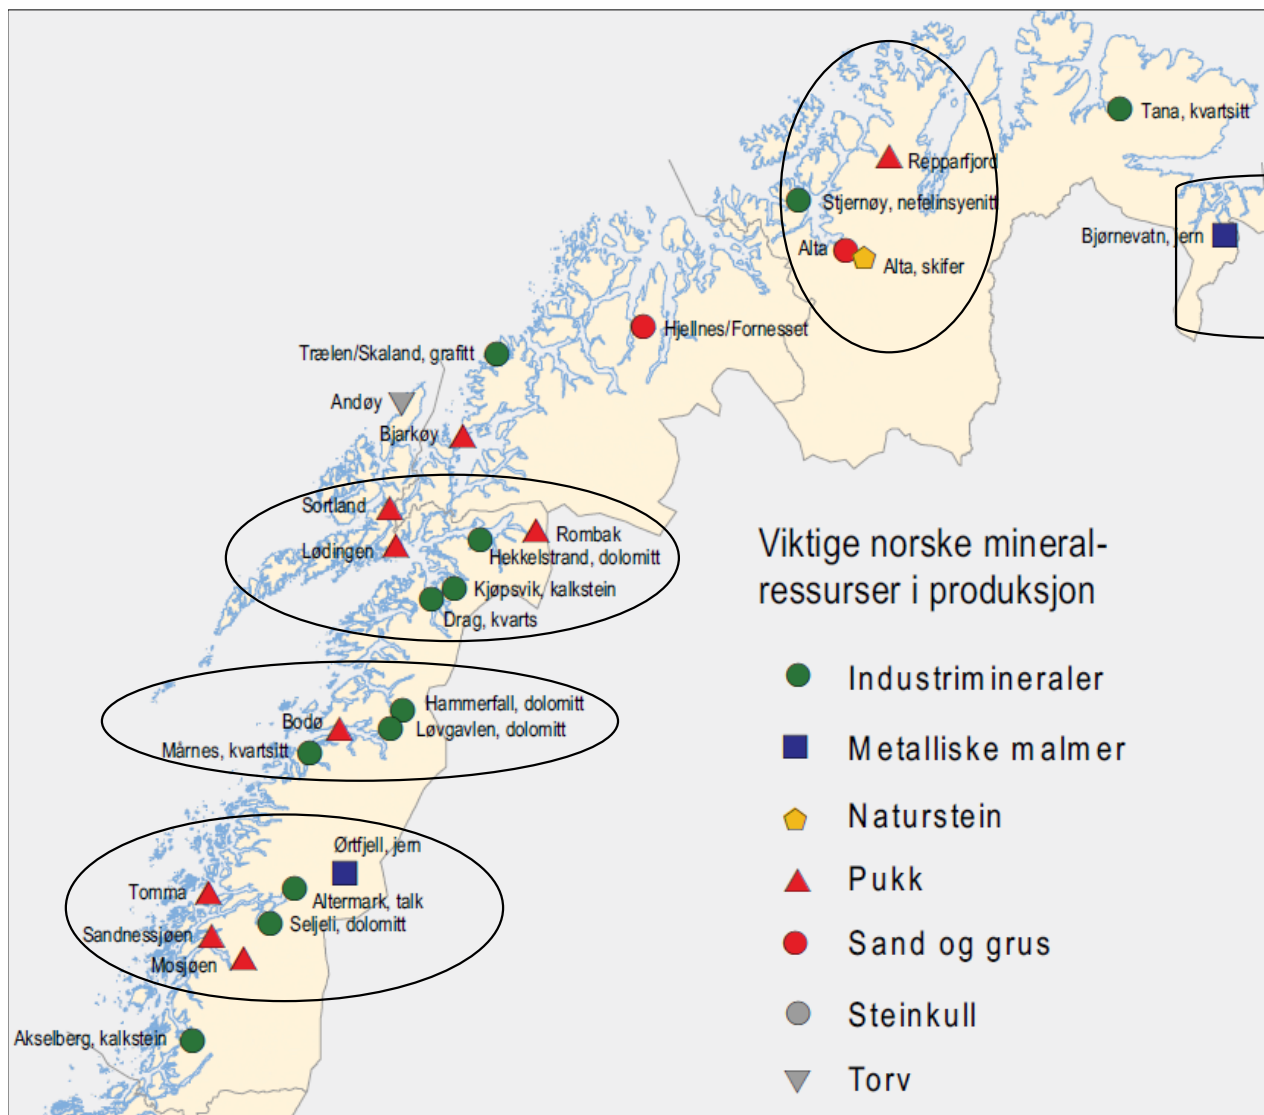 Tana, kvartsitt
Repparfjord
Stjernøy, nefelinsyenitt
Bjørnevatn, jern
Alta
Alta, skifer
Hjellnes/Fornesset
Trælen/Skaland, grafitt
Andøy
Bjarkøy
Sortland
Rombak
Lødingen
Hekkelstrand, dolomitt
Kjøpsvik, kalkstein
Drag, kvarts
Hammerfall, dolomitt
Bodø
Løvgavlen, dolomitt
Mårnes, kvartsitt
Ørtfjell, jern
Tomma
Altermark, talk
Seljeli, dolomitt
Sandnessjøen
Mosjøen
Akselberg, kalkstein
Viktige norske mineral-
ressurser i produksjon
Industrimineraler
Metalliske malmer
Naturstein
Pukk
Sand og grus
Steinkull
Torv